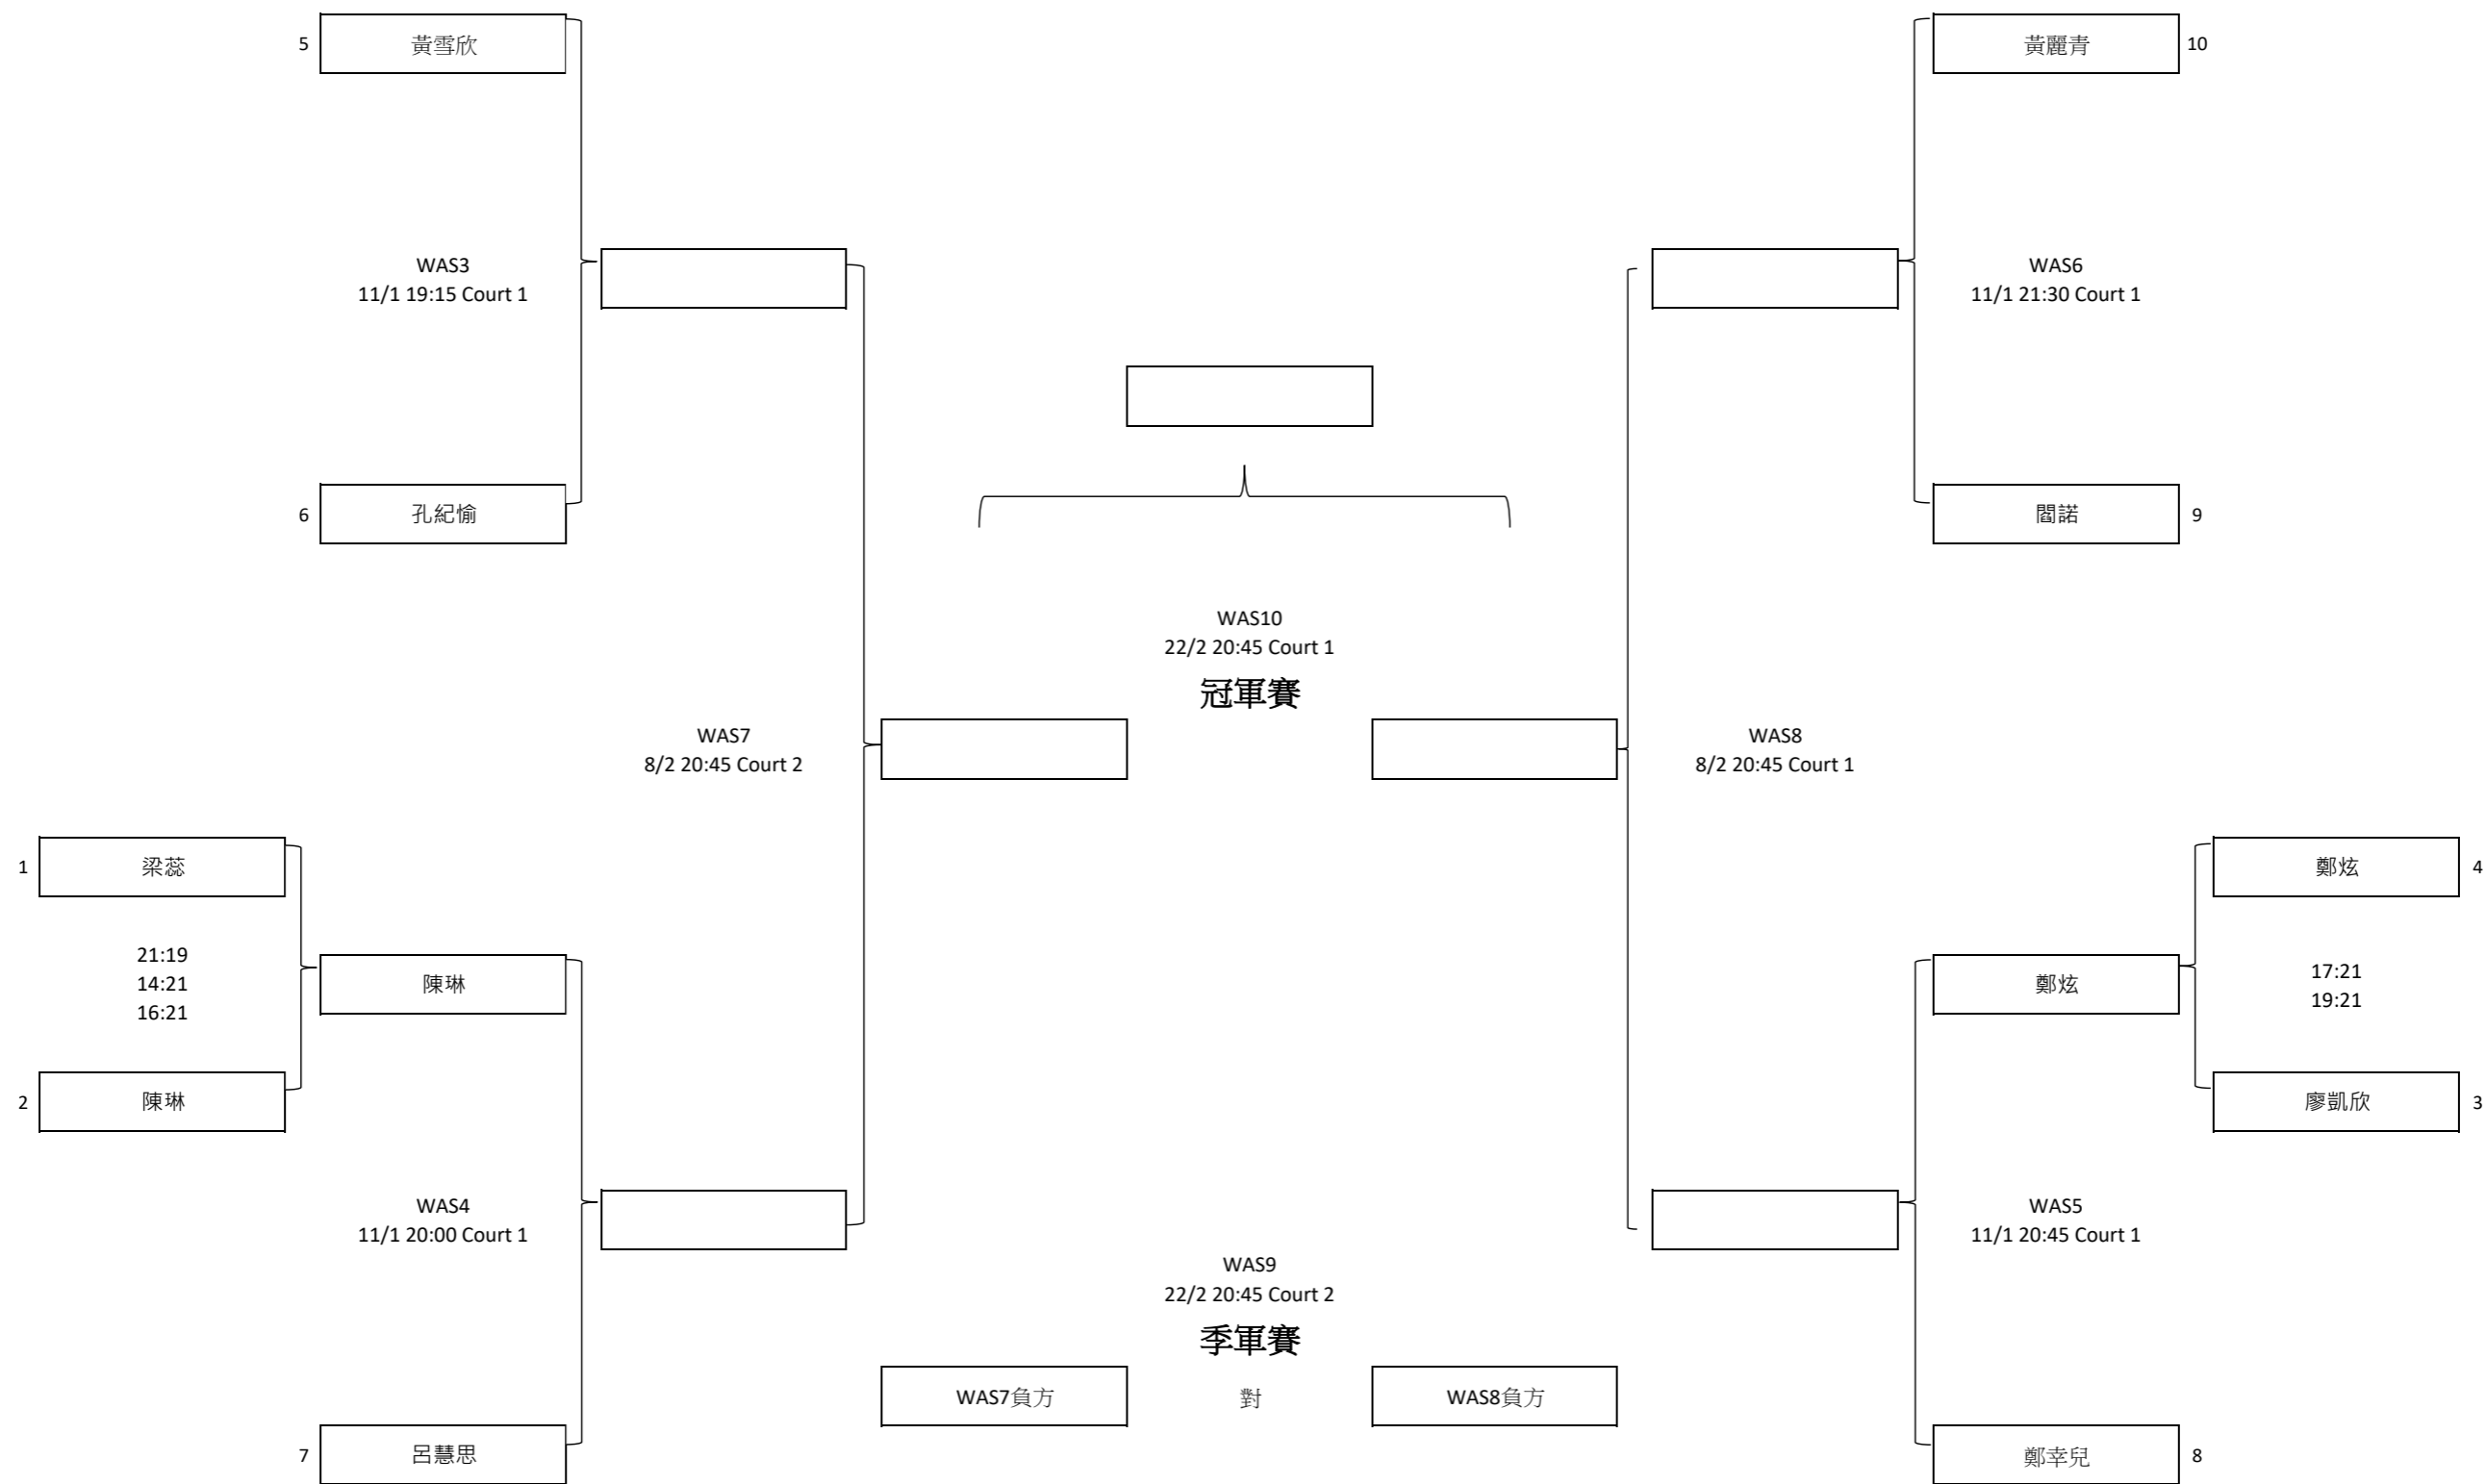 5 黃雪欣
黃麗青 10
WAS3
11/1 19:15 Court 1
WAS6
11/1 21:30 Court 1
6 孔紀愉
閻諾 9
WAS10
22/2 20:45 Court 1
冠軍賽
WAS7
8/2 20:45 Court 2
WAS8
8/2 20:45 Court 1
1 梁蕊
鄭炫 4
21:19
14:21
16:21
陳琳
鄭炫
17:21
19:21
2 陳琳
廖凱欣 3
WAS4
11/1 20:00 Court 1
WAS5
11/1 20:45 Court 1
WAS9
22/2 20:45 Court 2
季軍賽
WAS7負方 對 WAS8負方
7 呂慧思
鄭幸兒 8